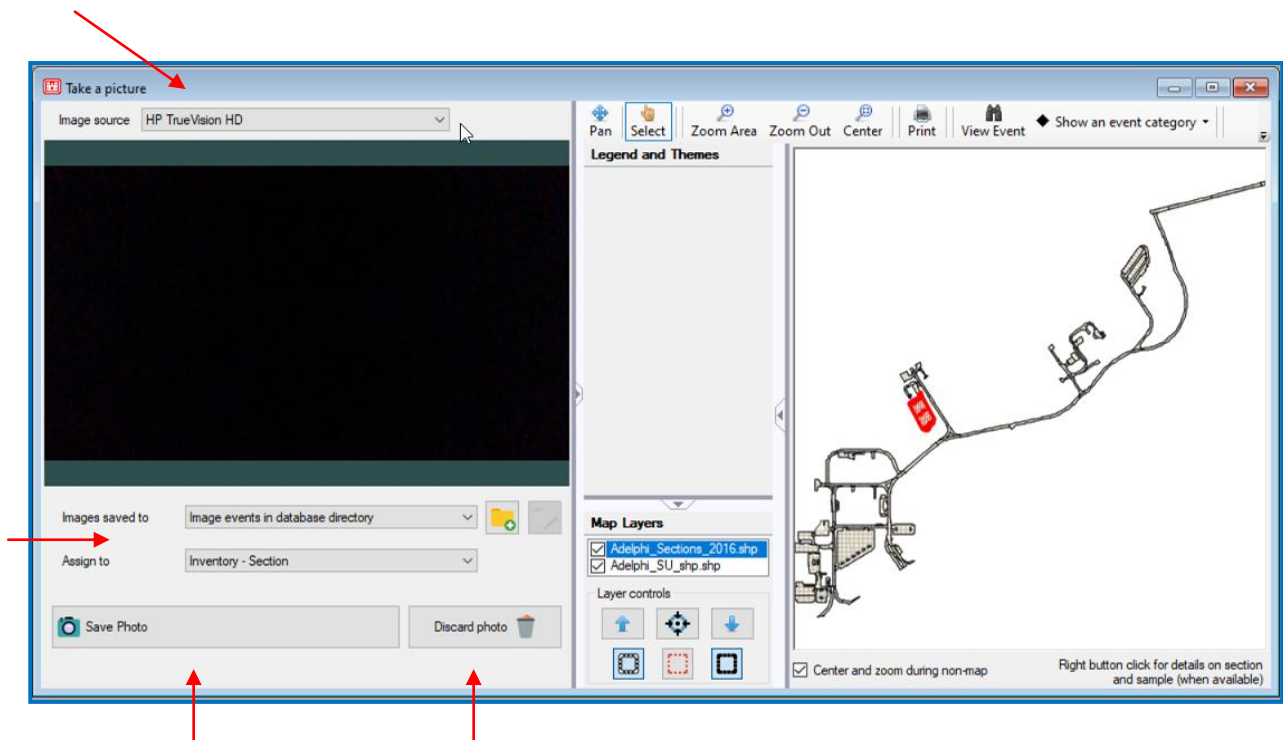 Take a picture
Image source HP TrueVision HD
Pan Select Zoom Area Zoom Out Center Print View Event Show an event category
Legend and Themes
Images saved to Image events in database directory
Assign to Inventory - Section
Save Photo Discard photo
Map Layers
Adelphi_Sections_2016.shp
Adelphi_SU_shp.shp
Layer controls
Center and zoom during non-map
Right button click for details on section
and sample (when available)